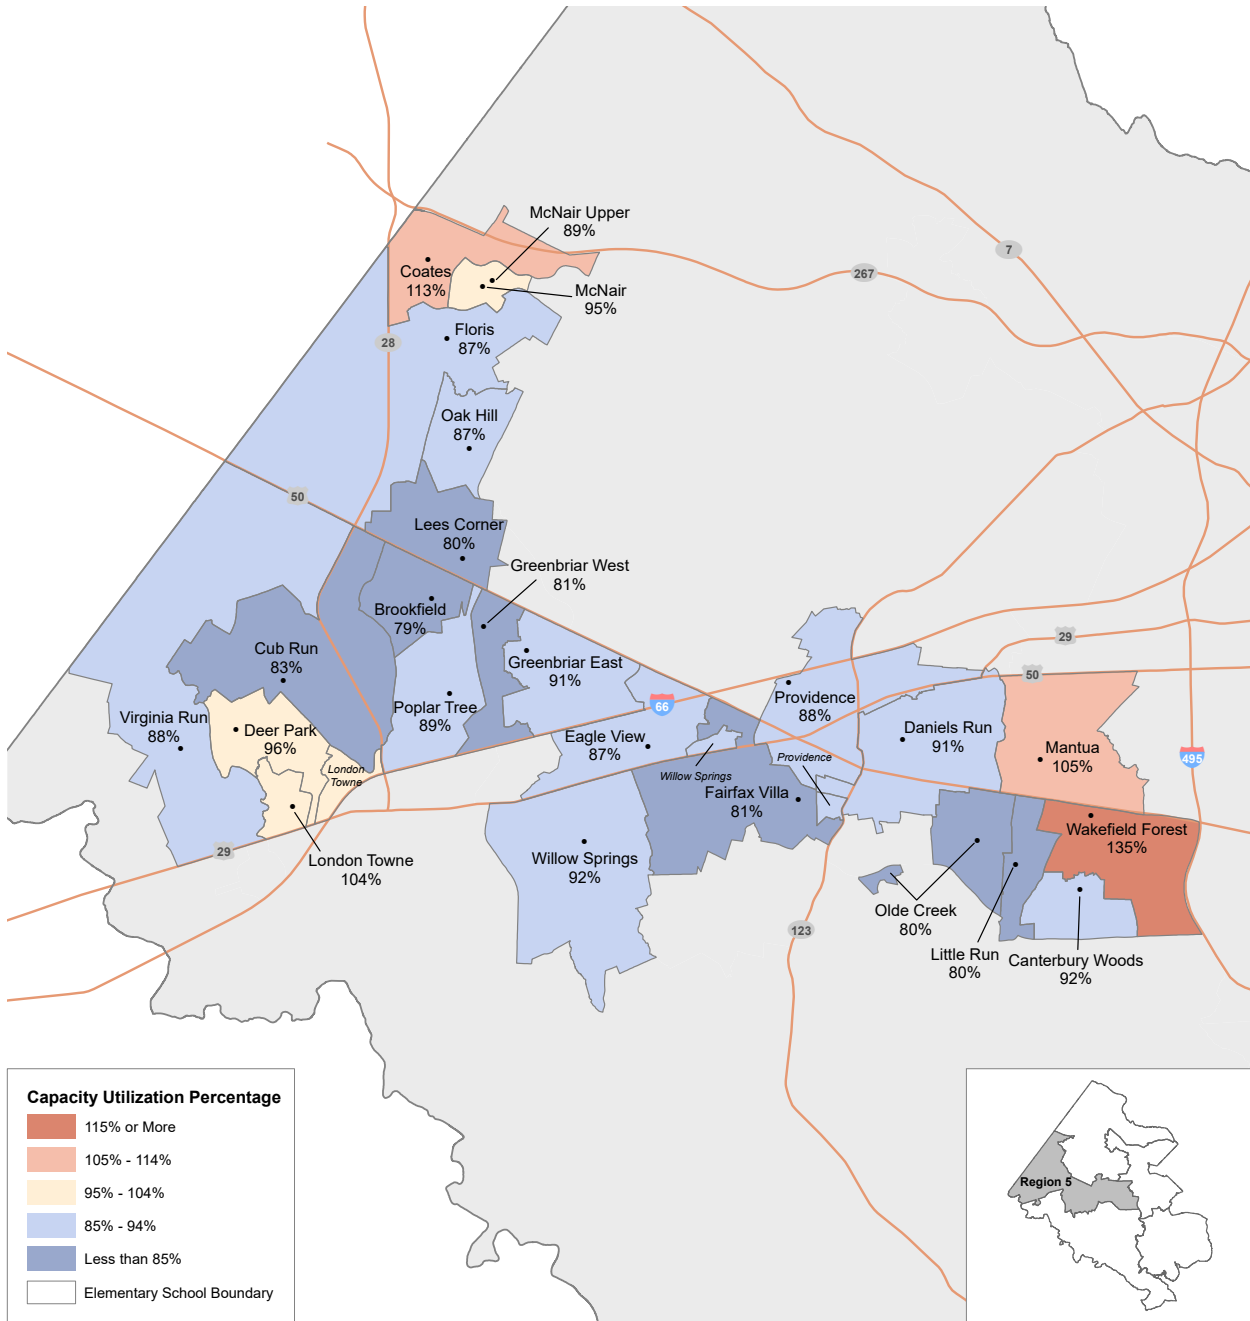 McNair Upper
89%
7
Coates
113%
267
McNair
95%
Floris
87%
28
Oak Hill
87%
50
Lees Corner
80%
Greenbriar West
81%
Brookfield
79%
29
Cub Run
83%
Greenbriar East
91%
50
Providence
88%
66
Poplar Tree
89%
Virginia Run
88%
Deer Park
96%
Eagle View
87%
Daniels Run
91%
Mantua
105%
495
London
Towne
Willow Springs
Providence
Fairfax Villa
81%
Wakefield Forest
135%
29
London Towne
104%
Willow Springs
92%
Olde Creek
80%
123
Little Run
80%
Canterbury Woods
92%
Capacity Utilization Percentage
115% or More
105% - 114%
95% - 104%
85% - 94%
Less than 85%
Elementary School Boundary
Region 5